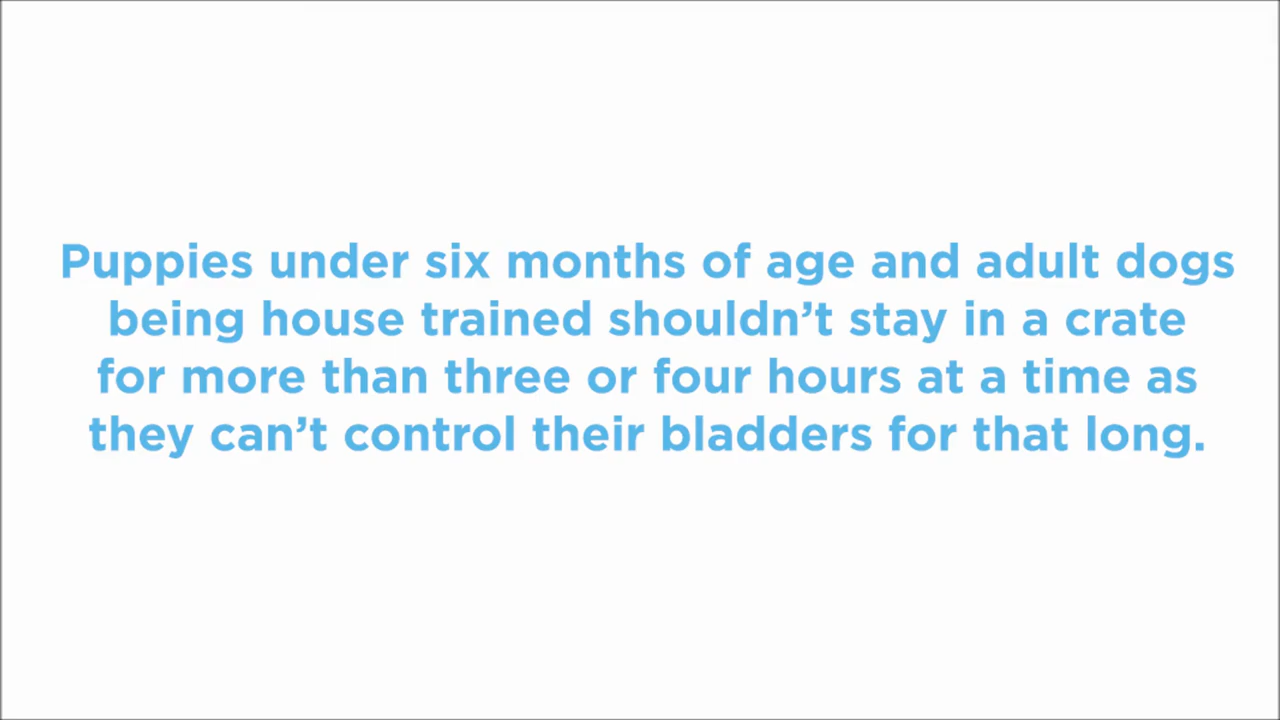 Puppies under six months of age and adult dogs
being house trained shouldn’t stay in a crate
for more than three or four hours at a time as
they can’t control their bladders for that long.